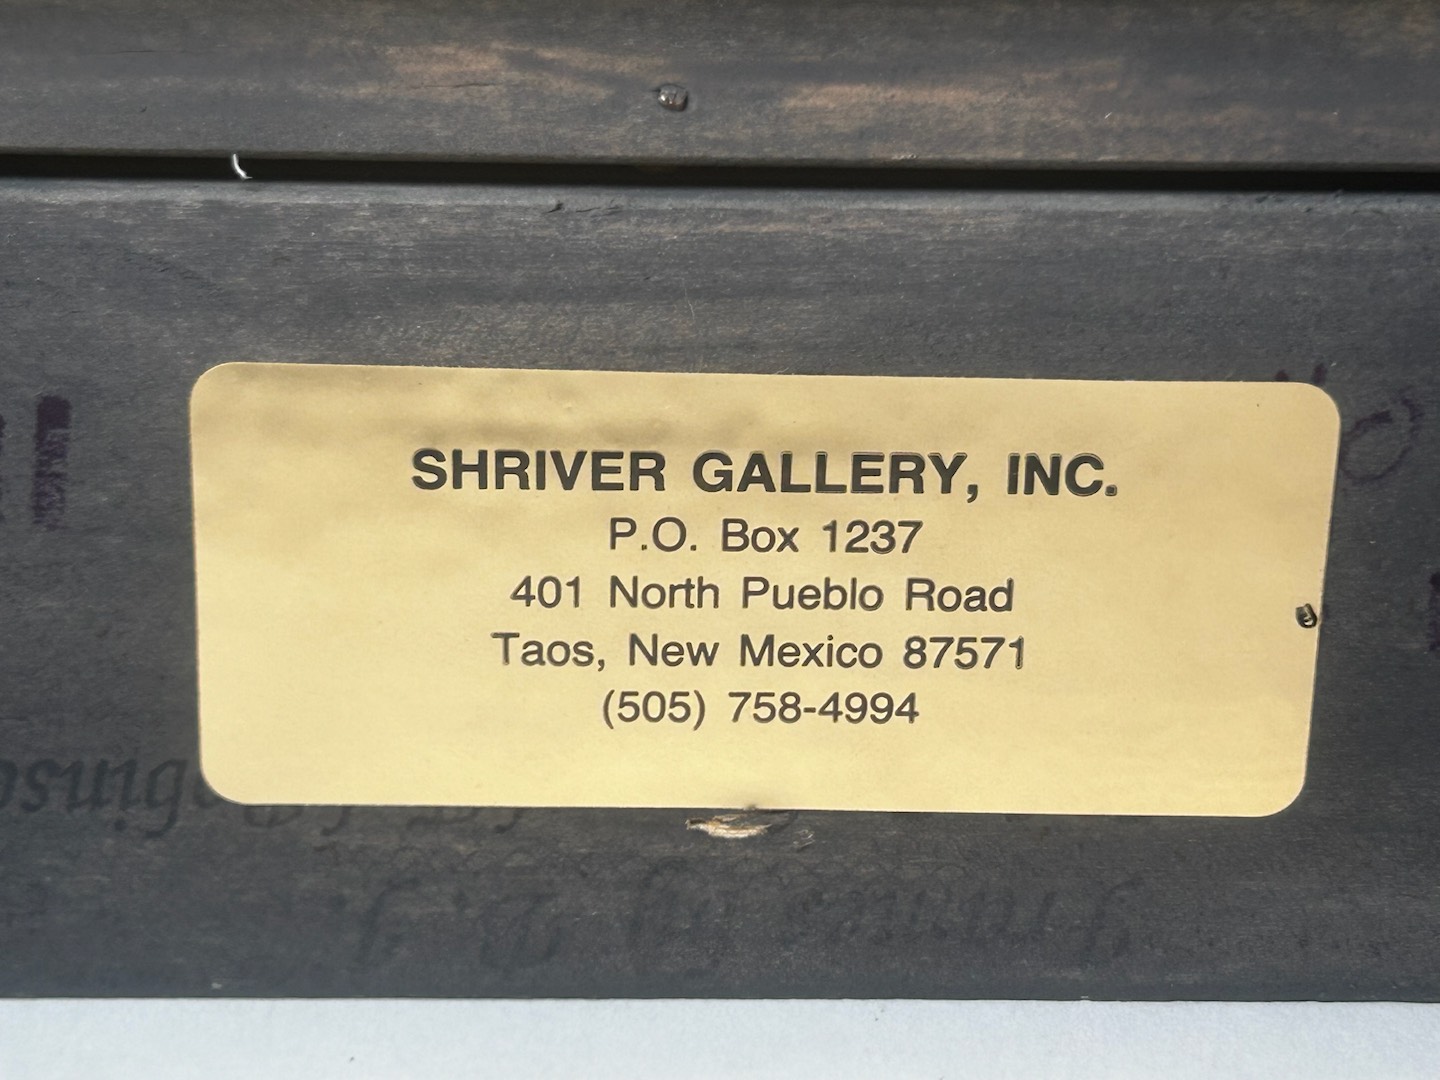 SHRIVER GALLERY, INC.
P.O. Box 1237
401 North Pueblo Road
Taos, New Mexico 87571
(505) 758-4994